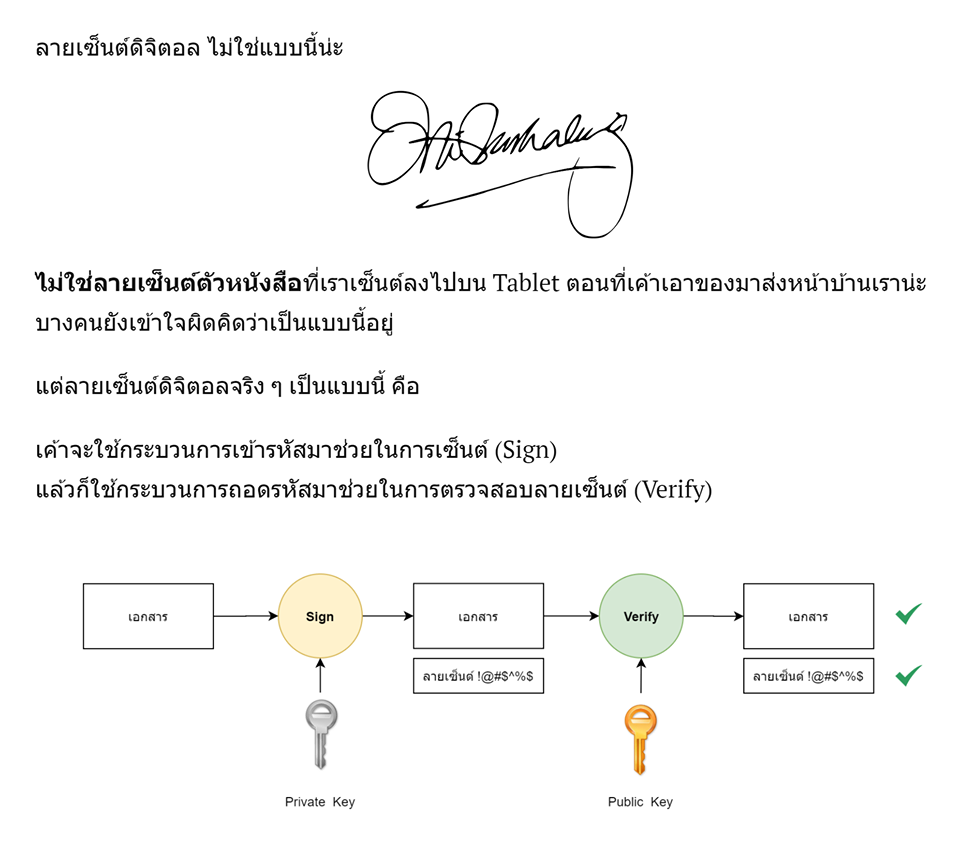 ลายเซ็นต์ดิจิตอล ไม่ใช่แบบนี้น่ะ
ไม่ใช่ลายเซ็นต์ตัวหนังสือที่เราเซ็นต์ลงไปบน Tablet ตอนที่เค้าเอาของมาส่งหน้าบ้านเราน่ะ
บางคนยังเข้าใจผิดคิดว่าเป็นแบบนี้อยู่
แต่ลายเซ็นต์ดิจิตอลจริง ๆ เป็นแบบนี้ คือ
เค้าจะใช้กระบวนการเข้ารหัสมาช่วยในการเซ็นต์ (Sign)
แล้วก็ใช้กระบวนการถอดรหัสมาช่วยในการตรวจสอบลายเซ็นต์ (Verify)
เอกสาร
Sign
เอกสาร
Verify
เอกสาร
ลายเซ็นต์ !@#$^%$
ลายเซ็นต์ !@#$^%$
Private Key
Public Key